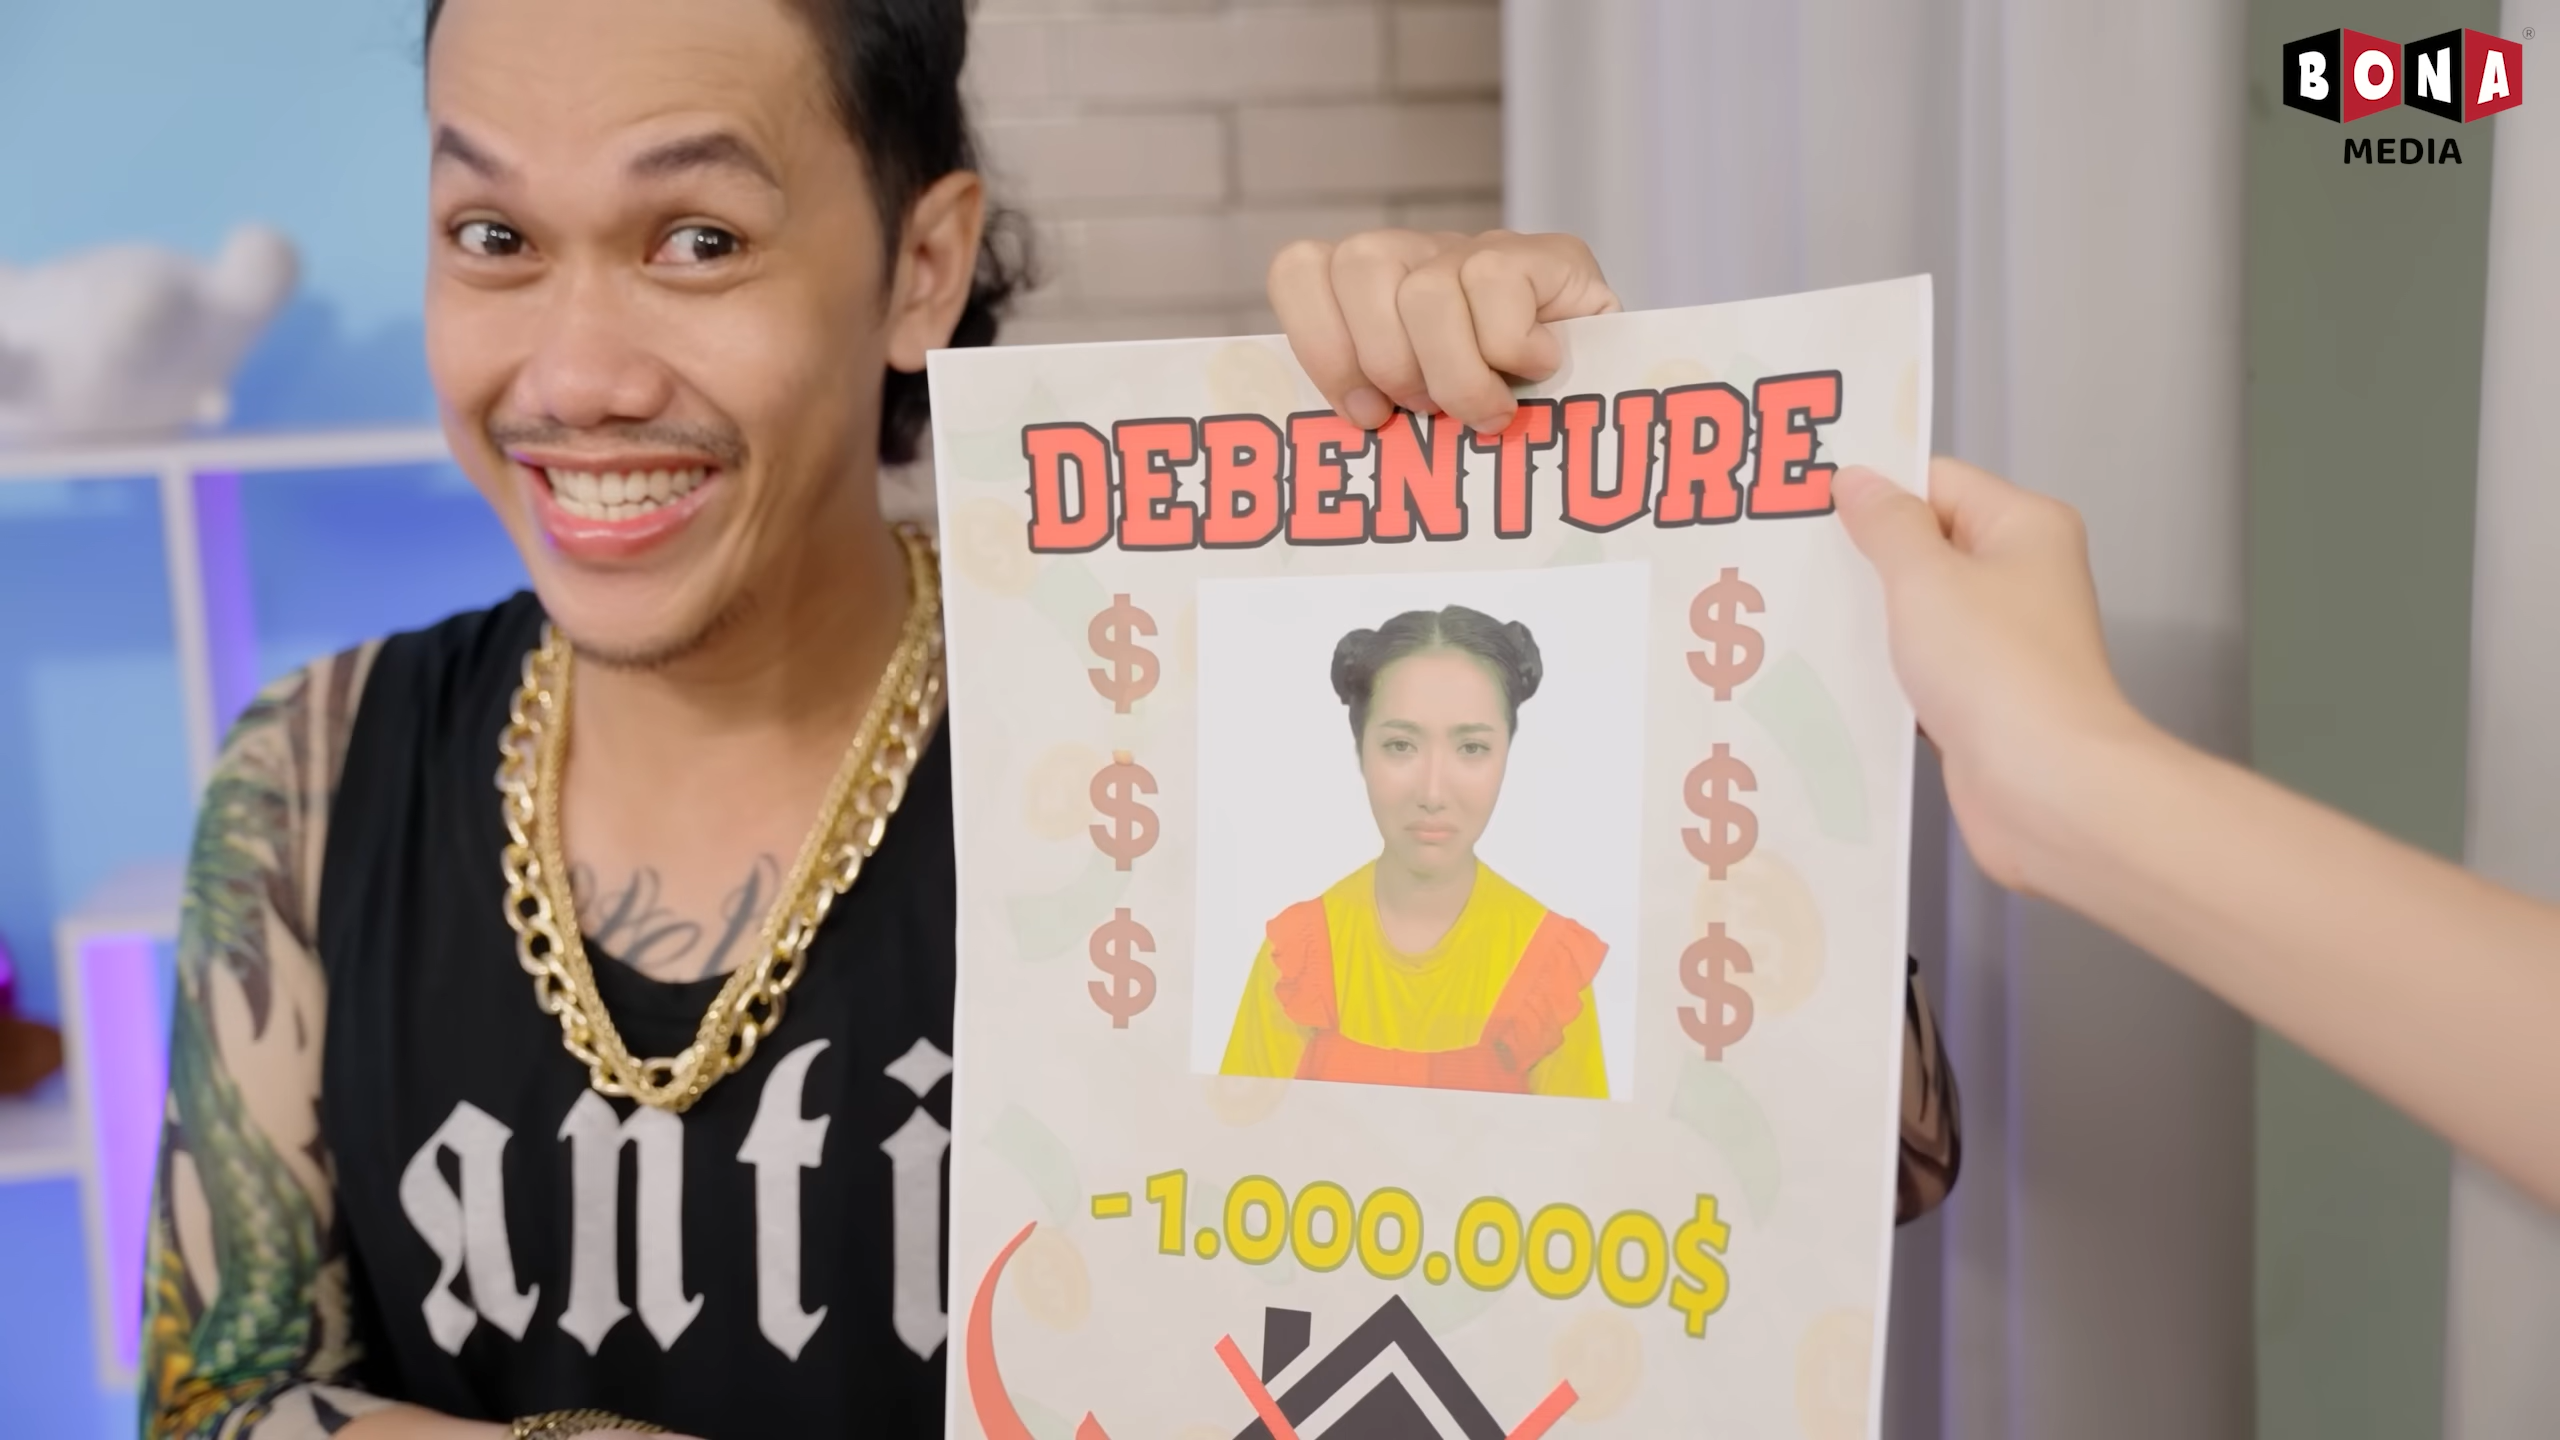 BONA
®
MEDIA
DEBENTURE
$ $
$ $
$ $
-1.000.000$
anti